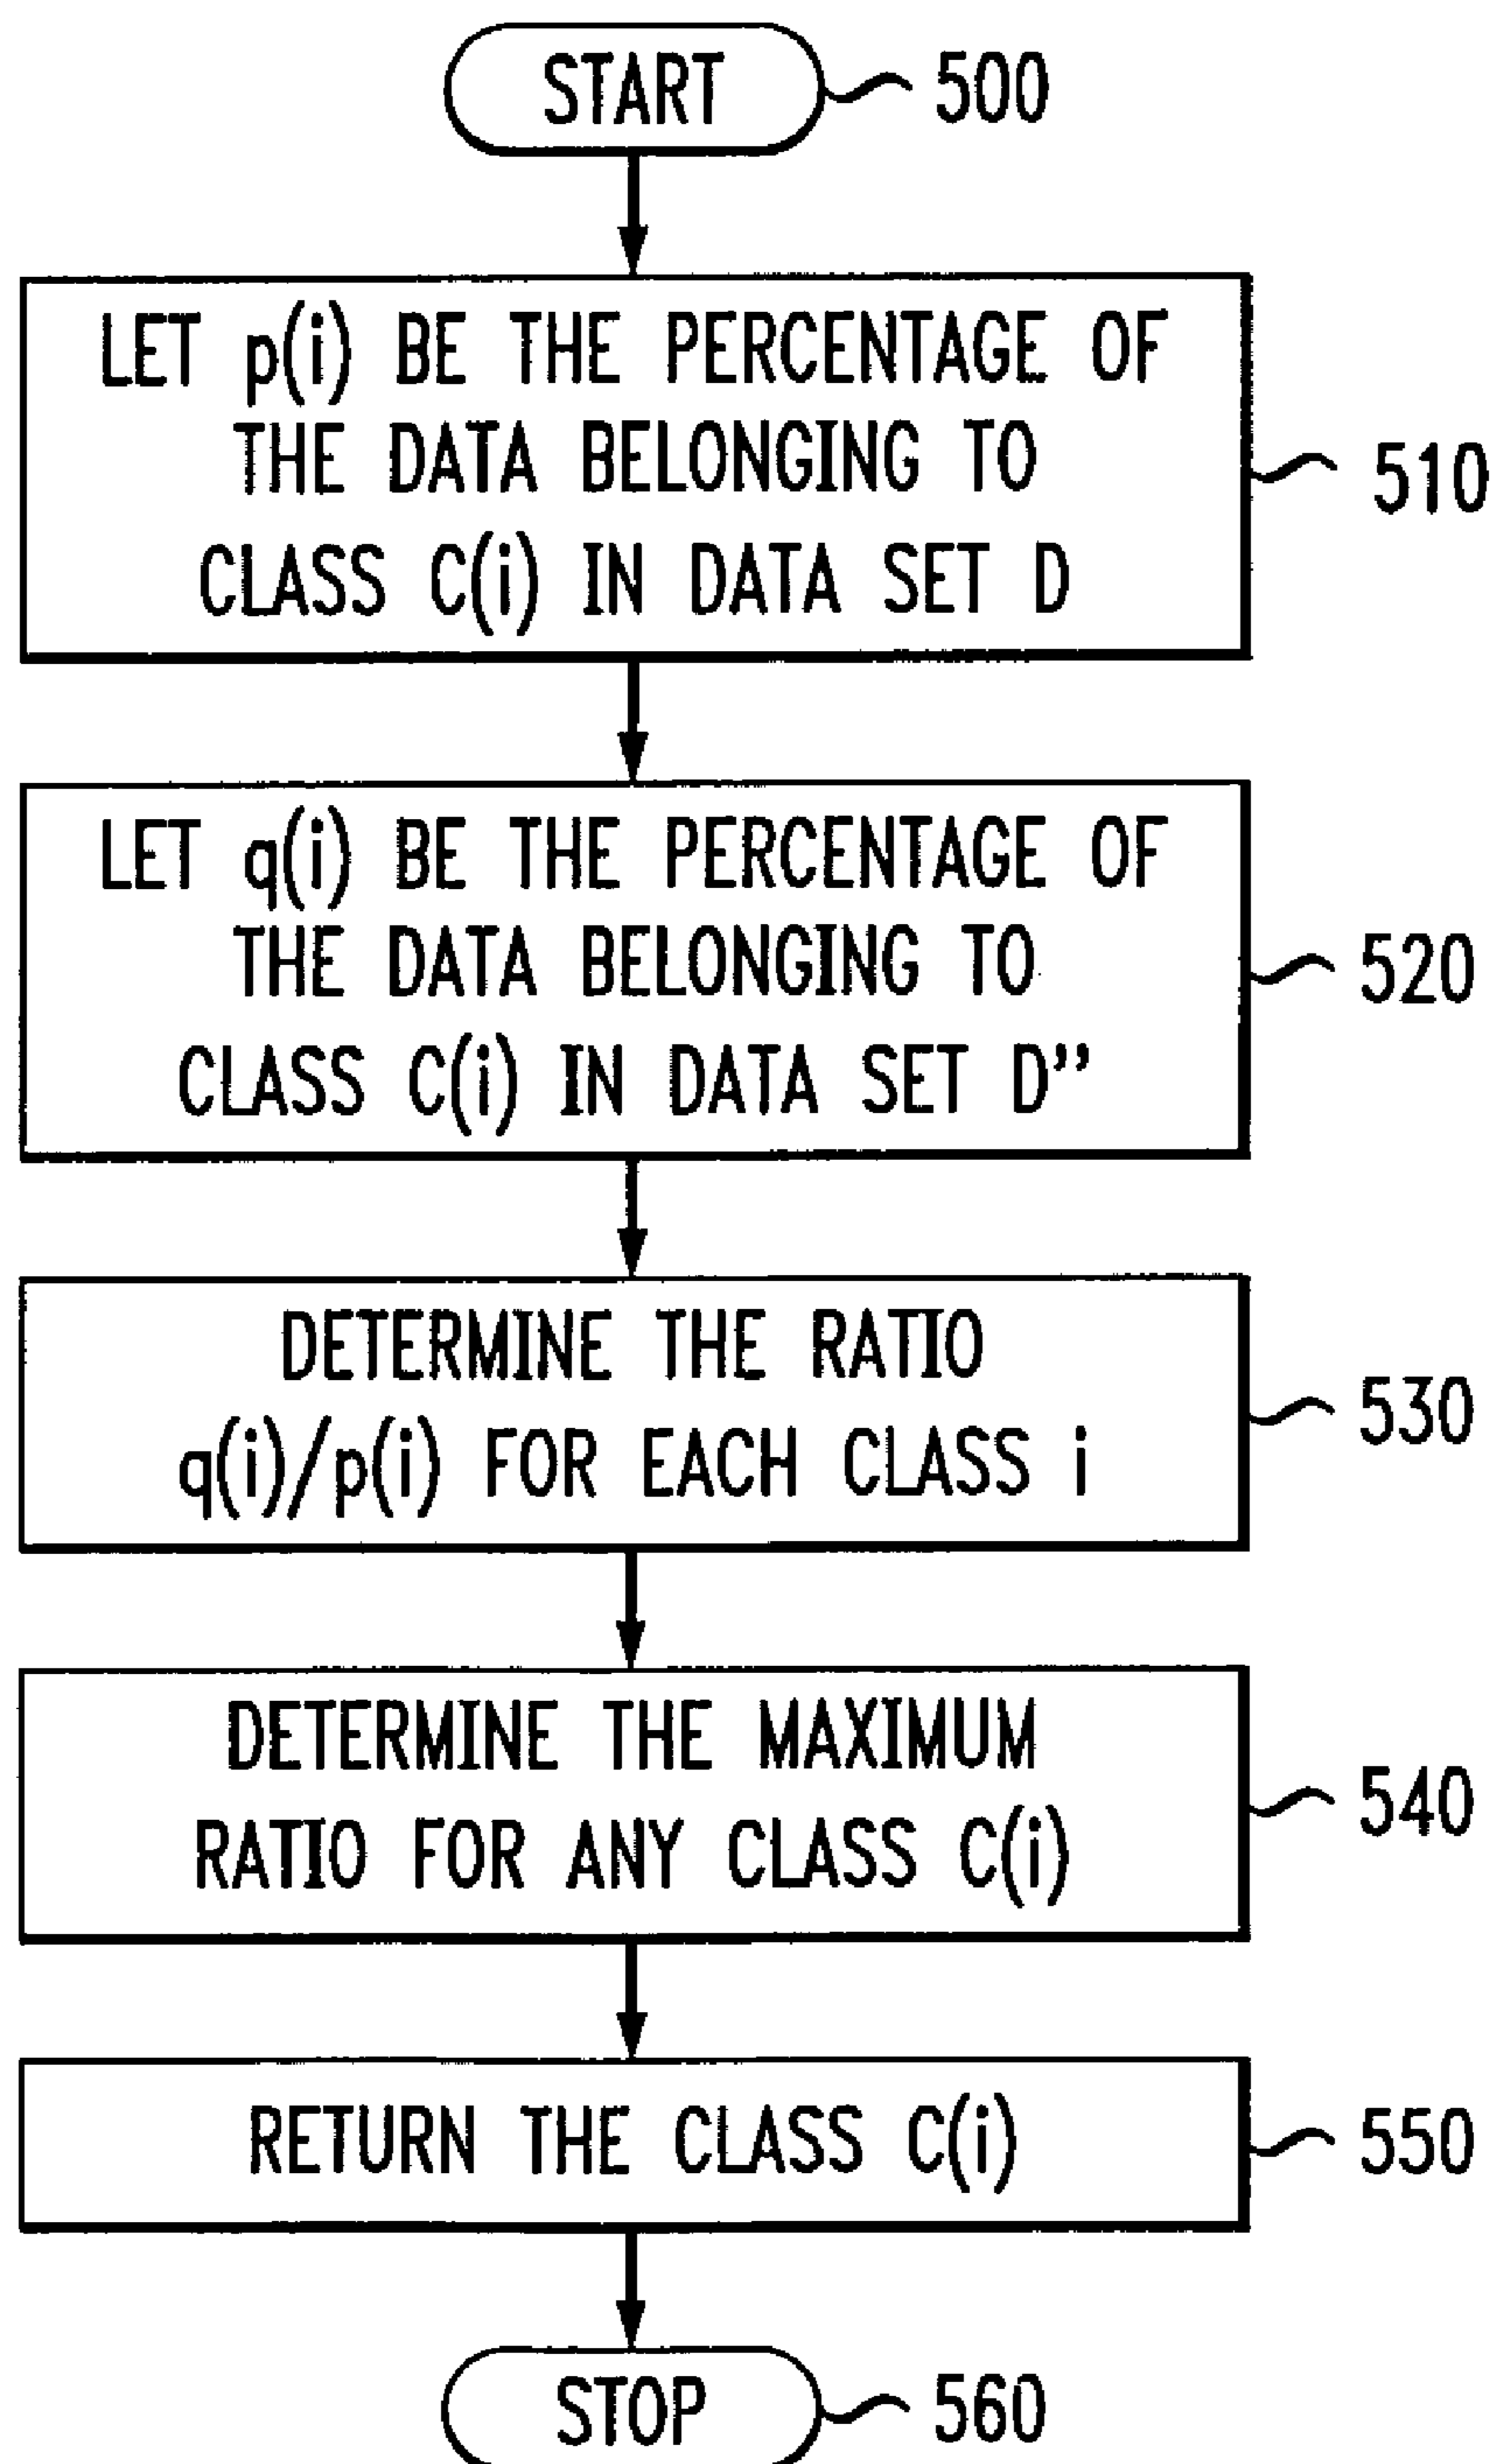 START
500
LET p(i) BE THE PERCENTAGE OF
THE DATA BELONGING TO
CLASS C(i) IN DATA SET D
510
LET q(i) BE THE PERCENTAGE OF
THE DATA BELONGING TO
CLASS C(i) IN DATA SET D”
520
DETERMINE THE RATIO
q(i)/p(i) FOR EACH CLASS i
530
DETERMINE THE MAXIMUM
RATIO FOR ANY CLASS C(i)
540
RETURN THE CLASS C(i)
550
STOP
560